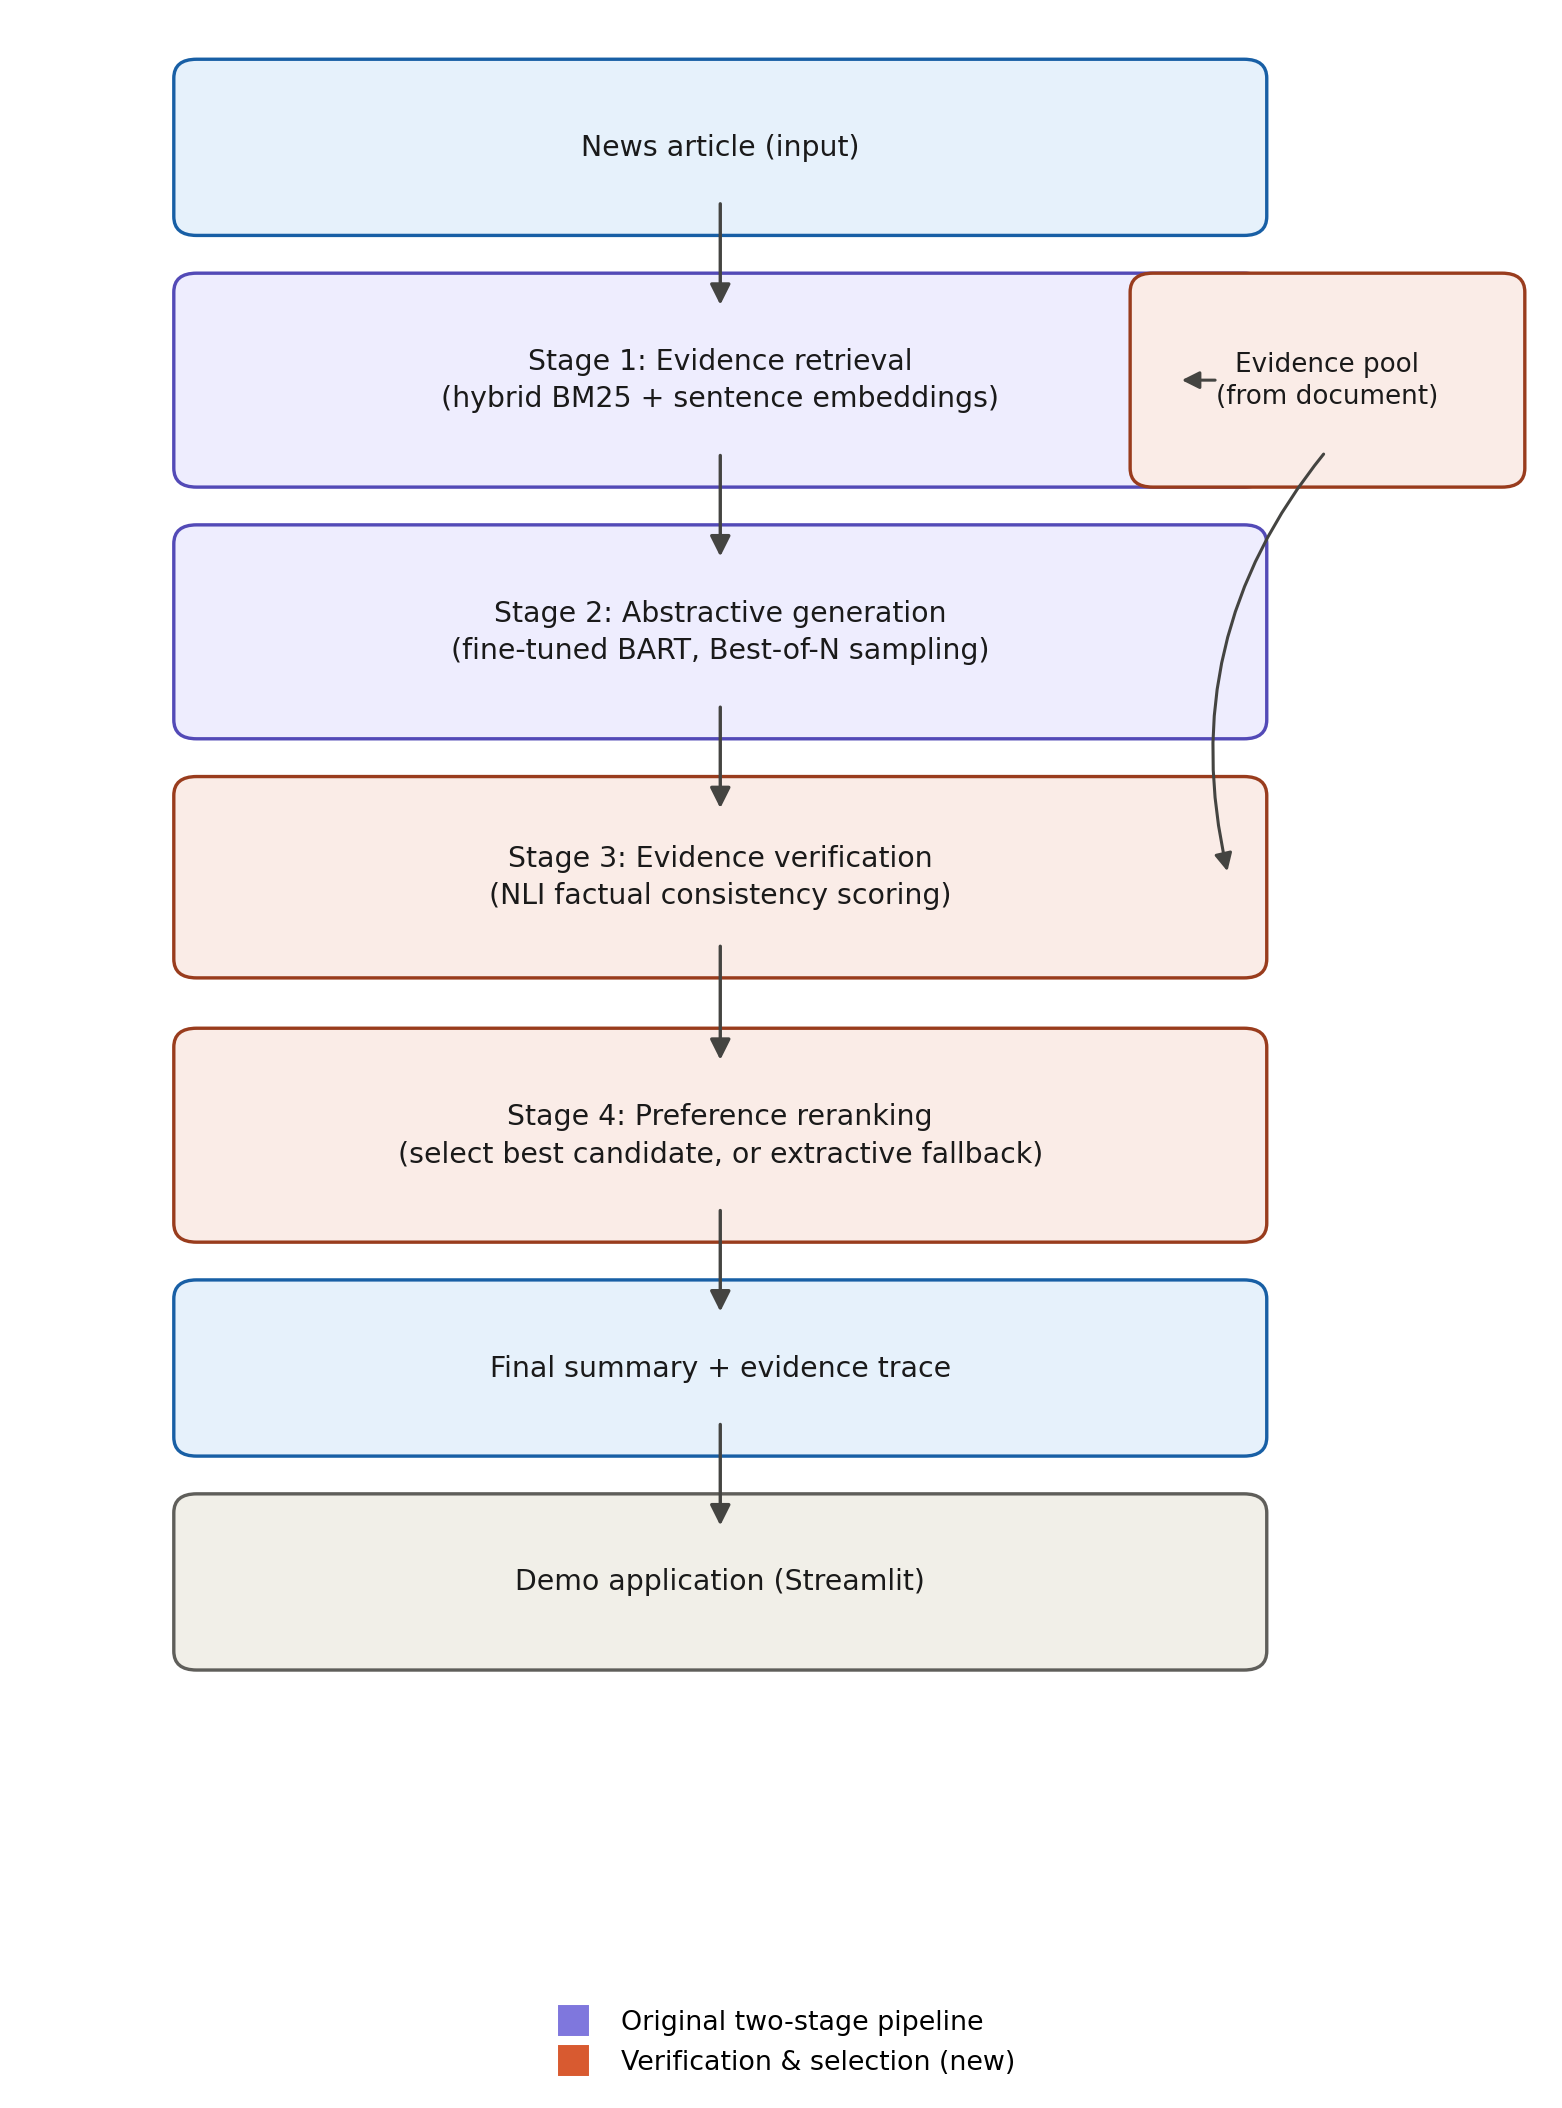 News article (input)
Stage 1: Evidence retrieval
(hybrid BM25 + sentence embeddings)
Evidence pool
(from document)
Stage 2: Abstractive generation
(fine-tuned BART, Best-of-N sampling)
Stage 3: Evidence verification
(NLI factual consistency scoring)
Stage 4: Preference reranking
(select best candidate, or extractive fallback)
Final summary + evidence trace
Demo application (Streamlit)
Original two-stage pipeline
Verification & selection (new)